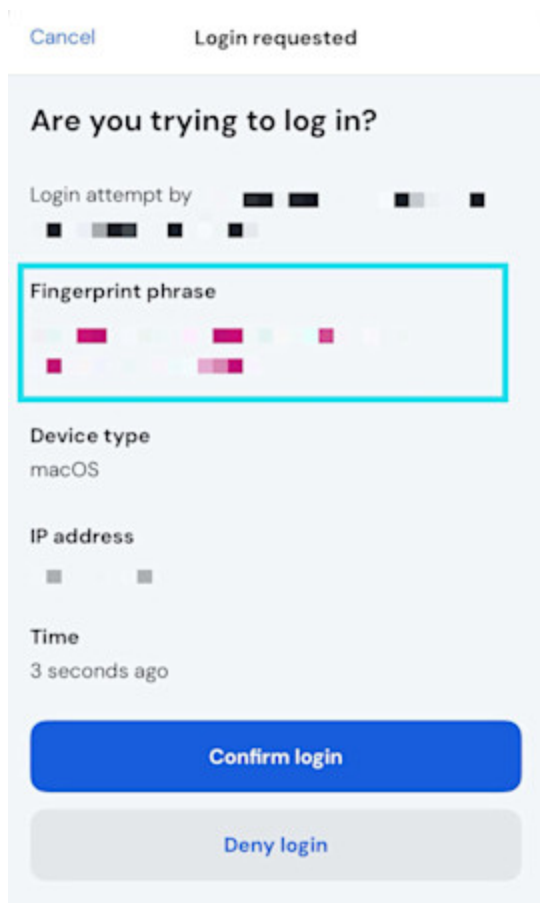 Cancel
Login requested
Are you trying to log in?
Login attempt by
Fingerprint phrase
Device type
macOS
IP address
Time
3 seconds ago
Confirm login
Deny login